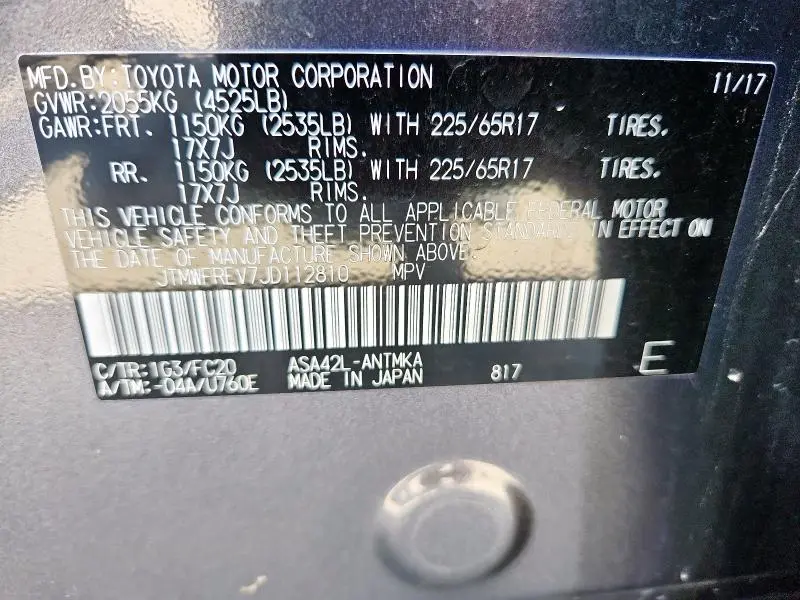 MFD.BY:TOYOTA MOTOR CORPORATION 11/17
GVWR:2055KG (4525LB)
GAWR:FRT. 1150KG (2535LB) WITH 225/65R17 TIRES.
17X7J RIMS.
RR. 1150KG (2535LB) WITH 225/65R17 TIRES.
17X7J RIMS.
THIS VEHICLE CONFORMS TO ALL APPLICABLE FEDERAL MOTOR
VEHICLE SAFETY AND THEFT PREVENTION STANDARDS IN EFFECT ON
THE DATE OF MANUFACTURE SHOWN ABOVE.
JTMWFREV7JD112810 MPV
C/TR:1G3/FC20 ASA42L-ANTMKA
A/TM:-04A/U760E MADE IN JAPAN 817 E